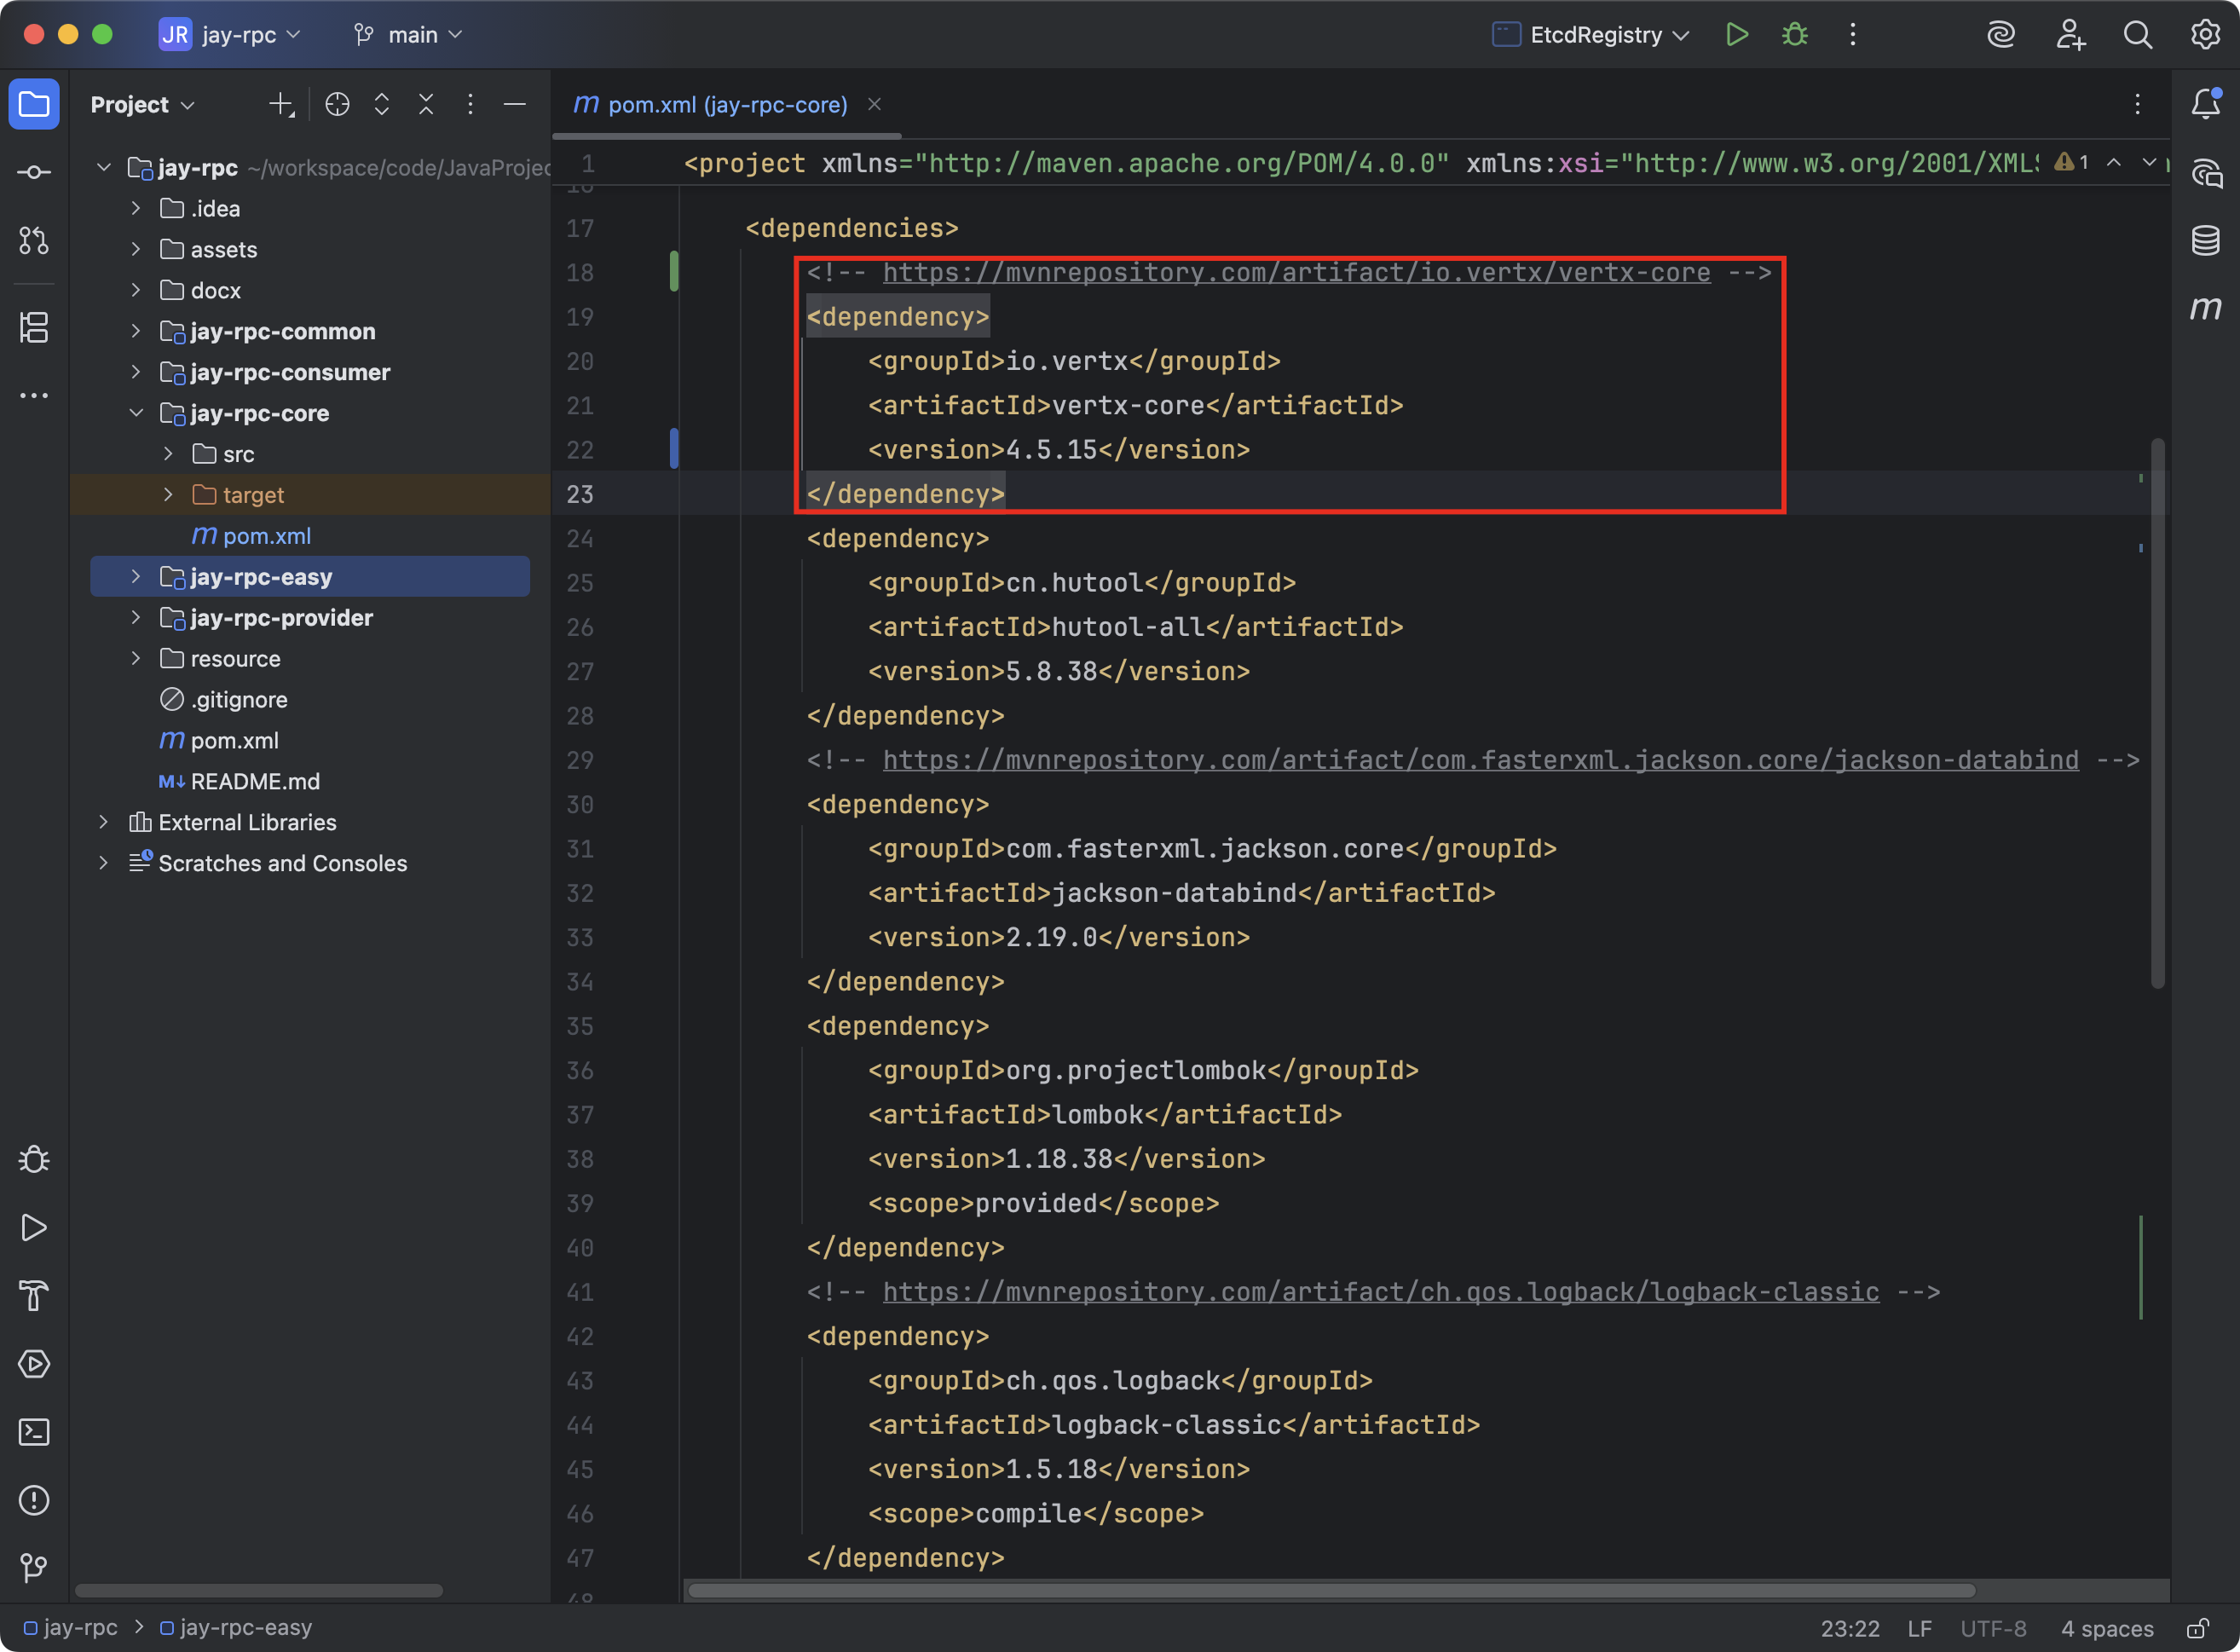 JR jay-rpc
main
EtcdRegistry
Project
jay-rpc ~/workspace/code/JavaProjec
.idea
assets
docx
jay-rpc-common
jay-rpc-consumer
jay-rpc-core
src
target
m pom.xml
jay-rpc-easy
jay-rpc-provider
resource
.gitignore
m pom.xml
M↓ README.md
External Libraries
Scratches and Consoles
m pom.xml (jay-rpc-core)
1 <project xmlns="http://maven.apache.org/POM/4.0.0" xmlns:xsi="http://www.w3.org/2001/XMLS 1
17 <dependencies>
18 <!-- https://mvnrepository.com/artifact/io.vertx/vertx-core -->
19 <dependency>
20 <groupId>io.vertx</groupId>
21 <artifactId>vertx-core</artifactId>
22 <version>4.5.15</version>
23 </dependency>
24 <dependency>
25 <groupId>cn.hutool</groupId>
26 <artifactId>hutool-all</artifactId>
27 <version>5.8.38</version>
28 </dependency>
29 <!-- https://mvnrepository.com/artifact/com.fasterxml.jackson.core/jackson-databind -->
30 <dependency>
31 <groupId>com.fasterxml.jackson.core</groupId>
32 <artifactId>jackson-databind</artifactId>
33 <version>2.19.0</version>
34 </dependency>
35 <dependency>
36 <groupId>org.projectlombok</groupId>
37 <artifactId>lombok</artifactId>
38 <version>1.18.38</version>
39 <scope>provided</scope>
40 </dependency>
41 <!-- https://mvnrepository.com/artifact/ch.qos.logback/logback-classic -->
42 <dependency>
43 <groupId>ch.qos.logback</groupId>
44 <artifactId>logback-classic</artifactId>
45 <version>1.5.18</version>
46 <scope>compile</scope>
47 </dependency>
m
jay-rpc > jay-rpc-easy
23:22 LF UTF-8 4 spaces